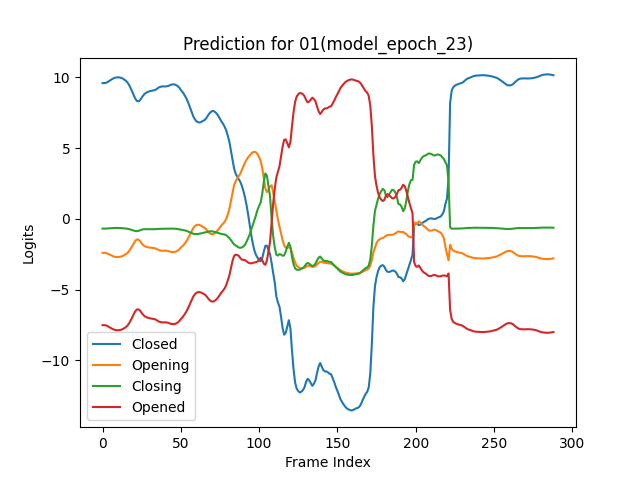 Prediction for 01(model_epoch_23)
10
5
0
−5
−10
Logits
Closed
Opening
Closing
Opened
0 50 100 150 200 250 300
Frame Index